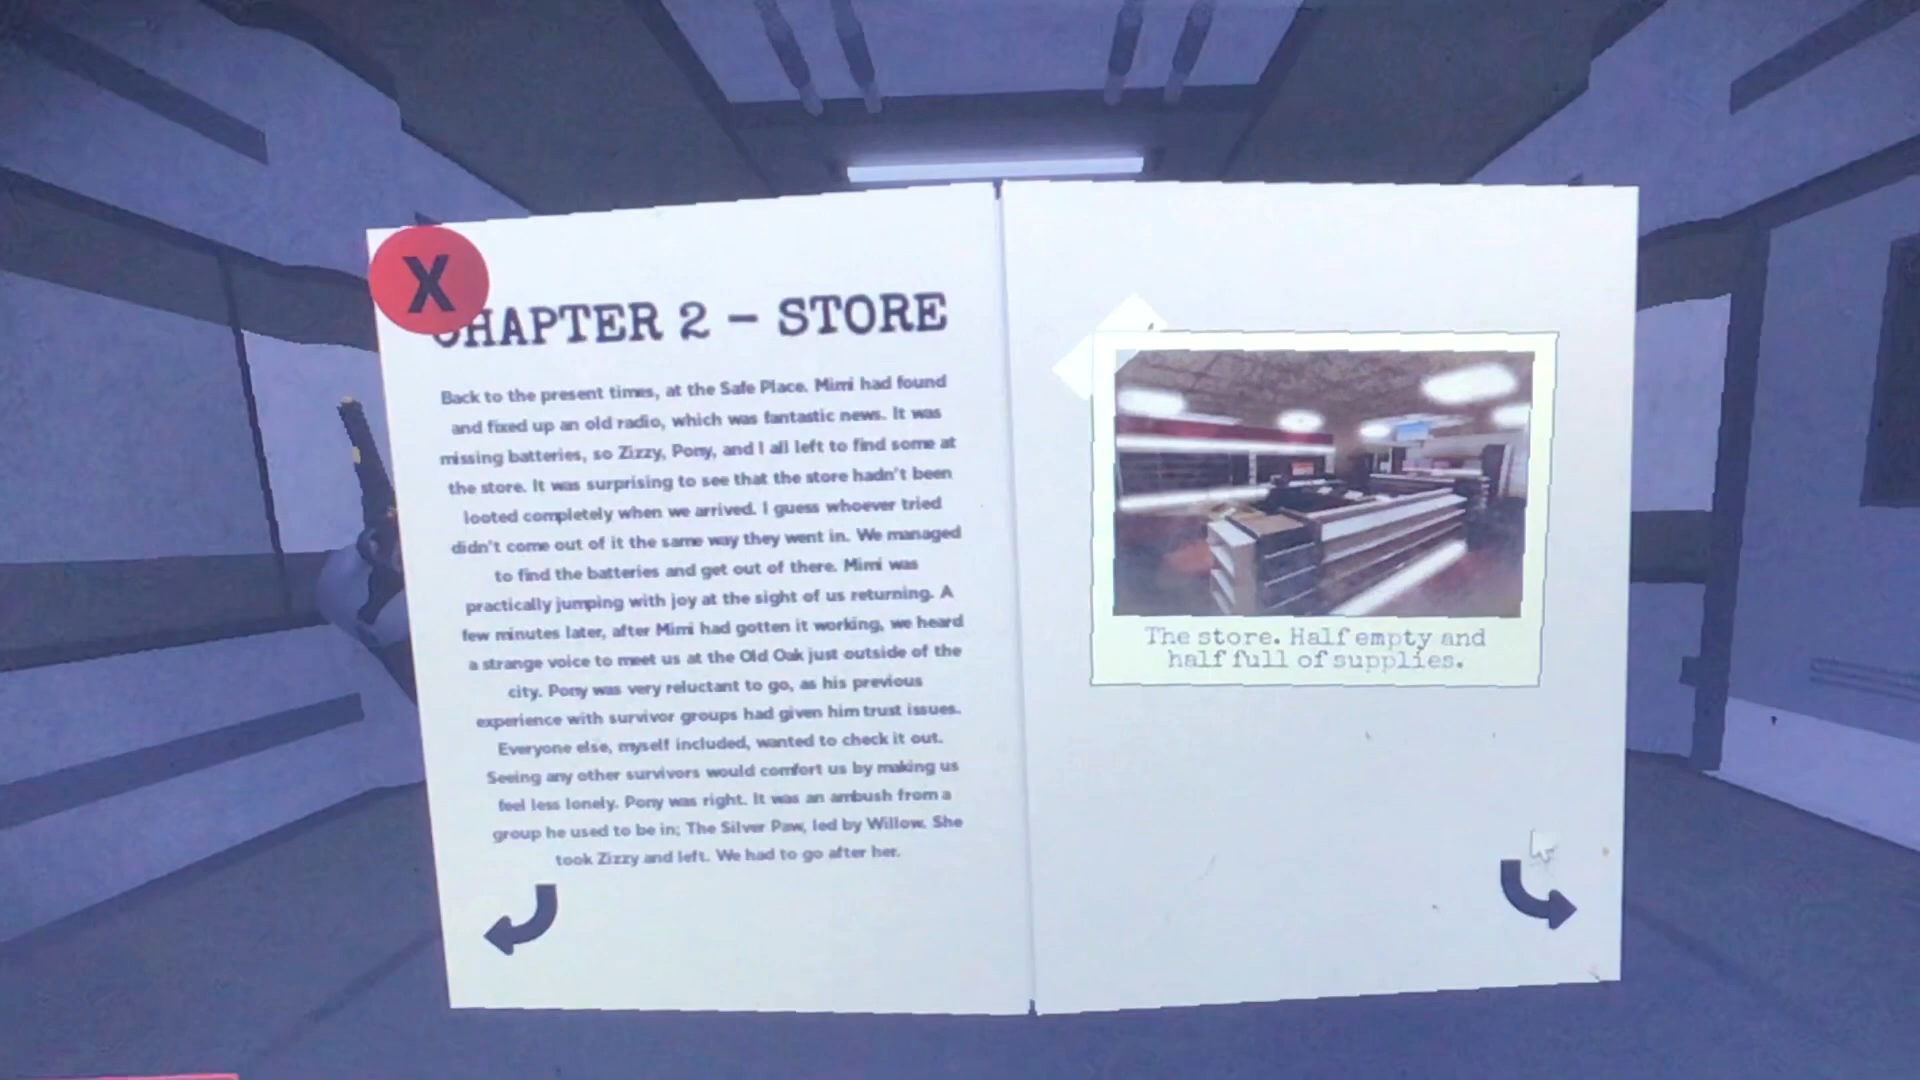 X
CHAPTER 2 - STORE
Back to the present times, at the Safe Place. Mimi had found
and fixed up an old radio, which was fantastic news. It was
missing batteries, so Zizzy, Pony, and I all left to find some at
the store. It was surprising to see that the store hadn't been
looted completely when we arrived. I guess whoever tried
didn't come out of it the same way they went in. We managed
to find the batteries and get out of there. Mimi was
practically jumping with joy at the sight of us returning. A
few minutes later, after Mimi had gotten it working, we heard
a strange voice to meet us at the Old Oak just outside of the
city. Pony was very reluctant to go, as his previous
experience with survivor groups had given him trust issues.
Everyone else, myself included, wanted to check it out.
Seeing any other survivors would comfort us by making us
feel less lonely. Pony was right. It was an ambush from a
group he used to be in; The Silver Paw, led by Willow. She
took Zizzy and left. We had to go after her.
The store. Half empty and
half full of supplies.